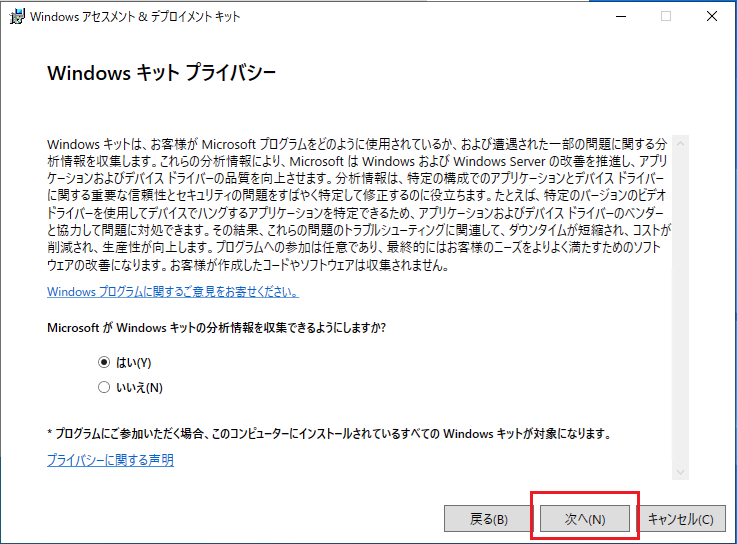 Windows アセスメント & デプロイメント キット
Windows キット プライバシー
Windows キットは、お客様が Microsoft プログラムをどのように使用されているか、および遭遇された一部の問題に関する分
析情報を収集します。これらの分析情報により、Microsoft は Windows および Windows Server の改善を推進し、アプリ
ケーションおよびデバイス ドライバーの品質を向上させます。分析情報は、特定の構成でのアプリケーションとデバイス ドライバー
に関する重要な信頼性とセキュリティの問題をすばやく特定して修正するのに役立ちます。たとえば、特定のバージョンのビデオ
ドライバーを使用してデバイスでハングするアプリケーションを特定できるため、アプリケーションおよびデバイス ドライバーのベンダー
と協力して問題に対処できます。その結果、これらの問題のトラブルシューティングに関連して、ダウンタイムが短縮され、コストが
削減され、生産性が向上します。プログラムへの参加は任意であり、最終的にはお客様のニーズをよりよく満たすためのソフト
ウェアの改善になります。お客様が作成したコードやソフトウェアは収集されません。
Windows プログラムに関するご意見をお寄せください。
Microsoft が Windows キットの分析情報を収集できるようにしますか?
はい(Y)
いいえ(N)
* プログラムにご参加いただく場合、このコンピューターにインストールされているすべての Windows キットが対象になります。
プライバシーに関する声明
戻る(B)
次へ(N)
キャンセル(C)